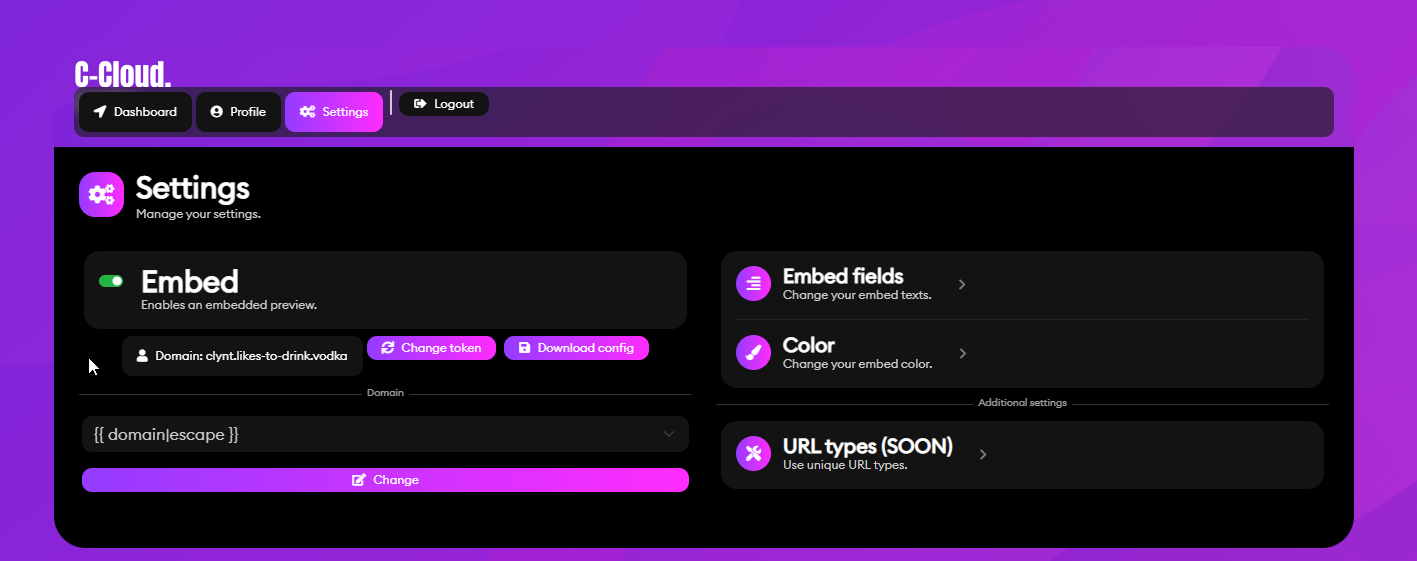 C-Cloud.
Dashboard Profile Settings Logout
Settings
Manage your settings.
Embed
Enables an embedded preview.
Domain: clynt.likes-to-drink.vodka Change token Download config
Domain
{{ domain|escape }}
Change
Embed fields
Change your embed texts.
Color
Change your embed color.
Additional settings
URL types (SOON)
Use unique URL types.